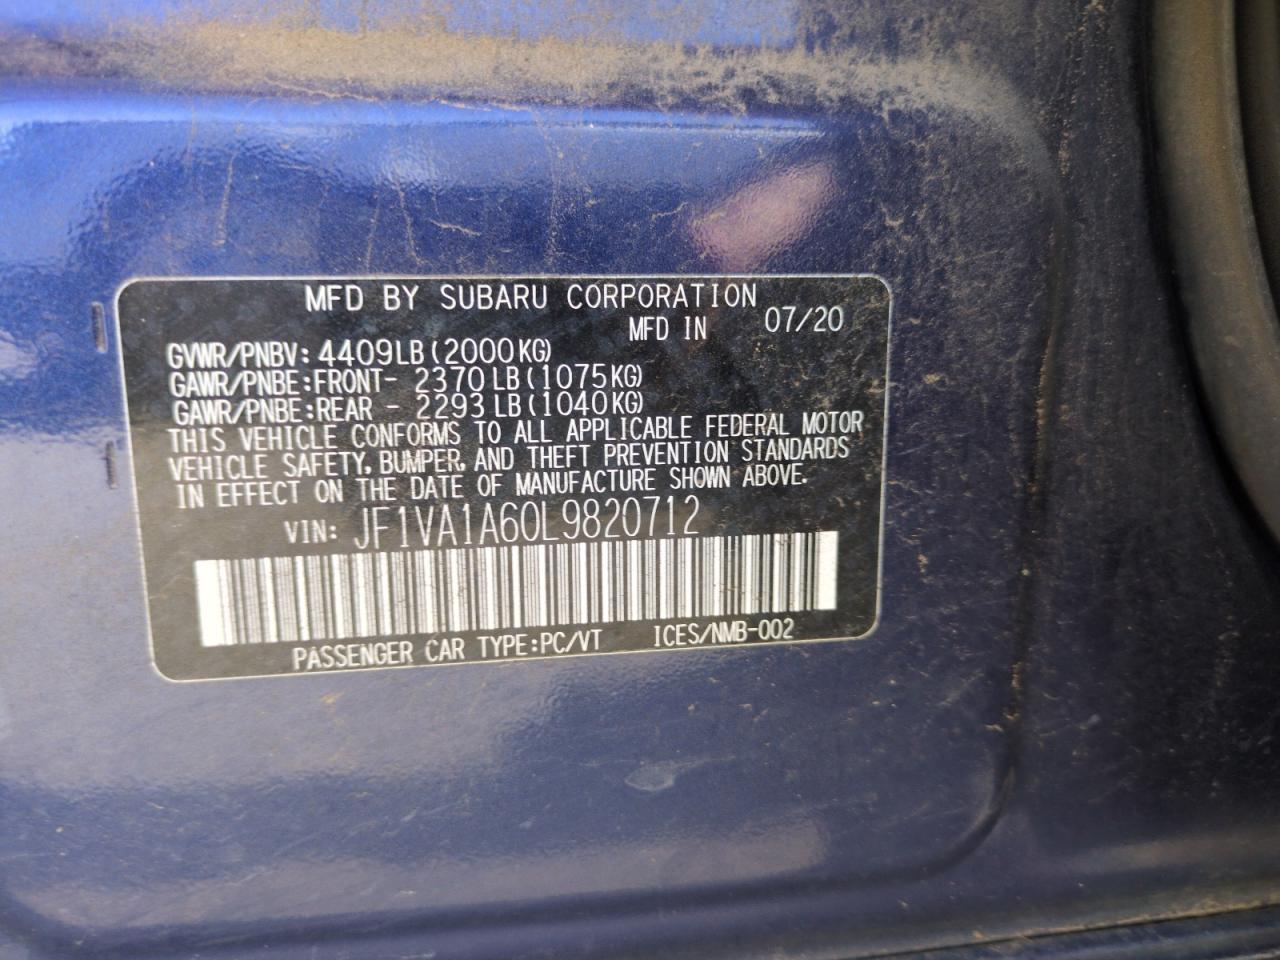 MFD BY SUBARU CORPORATION
MFD IN 07/20
GVWR/PNBV: 4409LB (2000KG)
GAWR/PNBE:FRONT- 2370LB (1075KG)
GAWR/PNBE:REAR - 2293LB (1040KG)
THIS VEHICLE CONFORMS TO ALL APPLICABLE FEDERAL MOTOR
VEHICLE SAFETY, BUMPER, AND THEFT PREVENTION STANDARDS
IN EFFECT ON THE DATE OF MANUFACTURE SHOWN ABOVE.
VIN: JF1VA1A60L9820712
PASSENGER CAR TYPE:PC/VT ICES/NMB-002